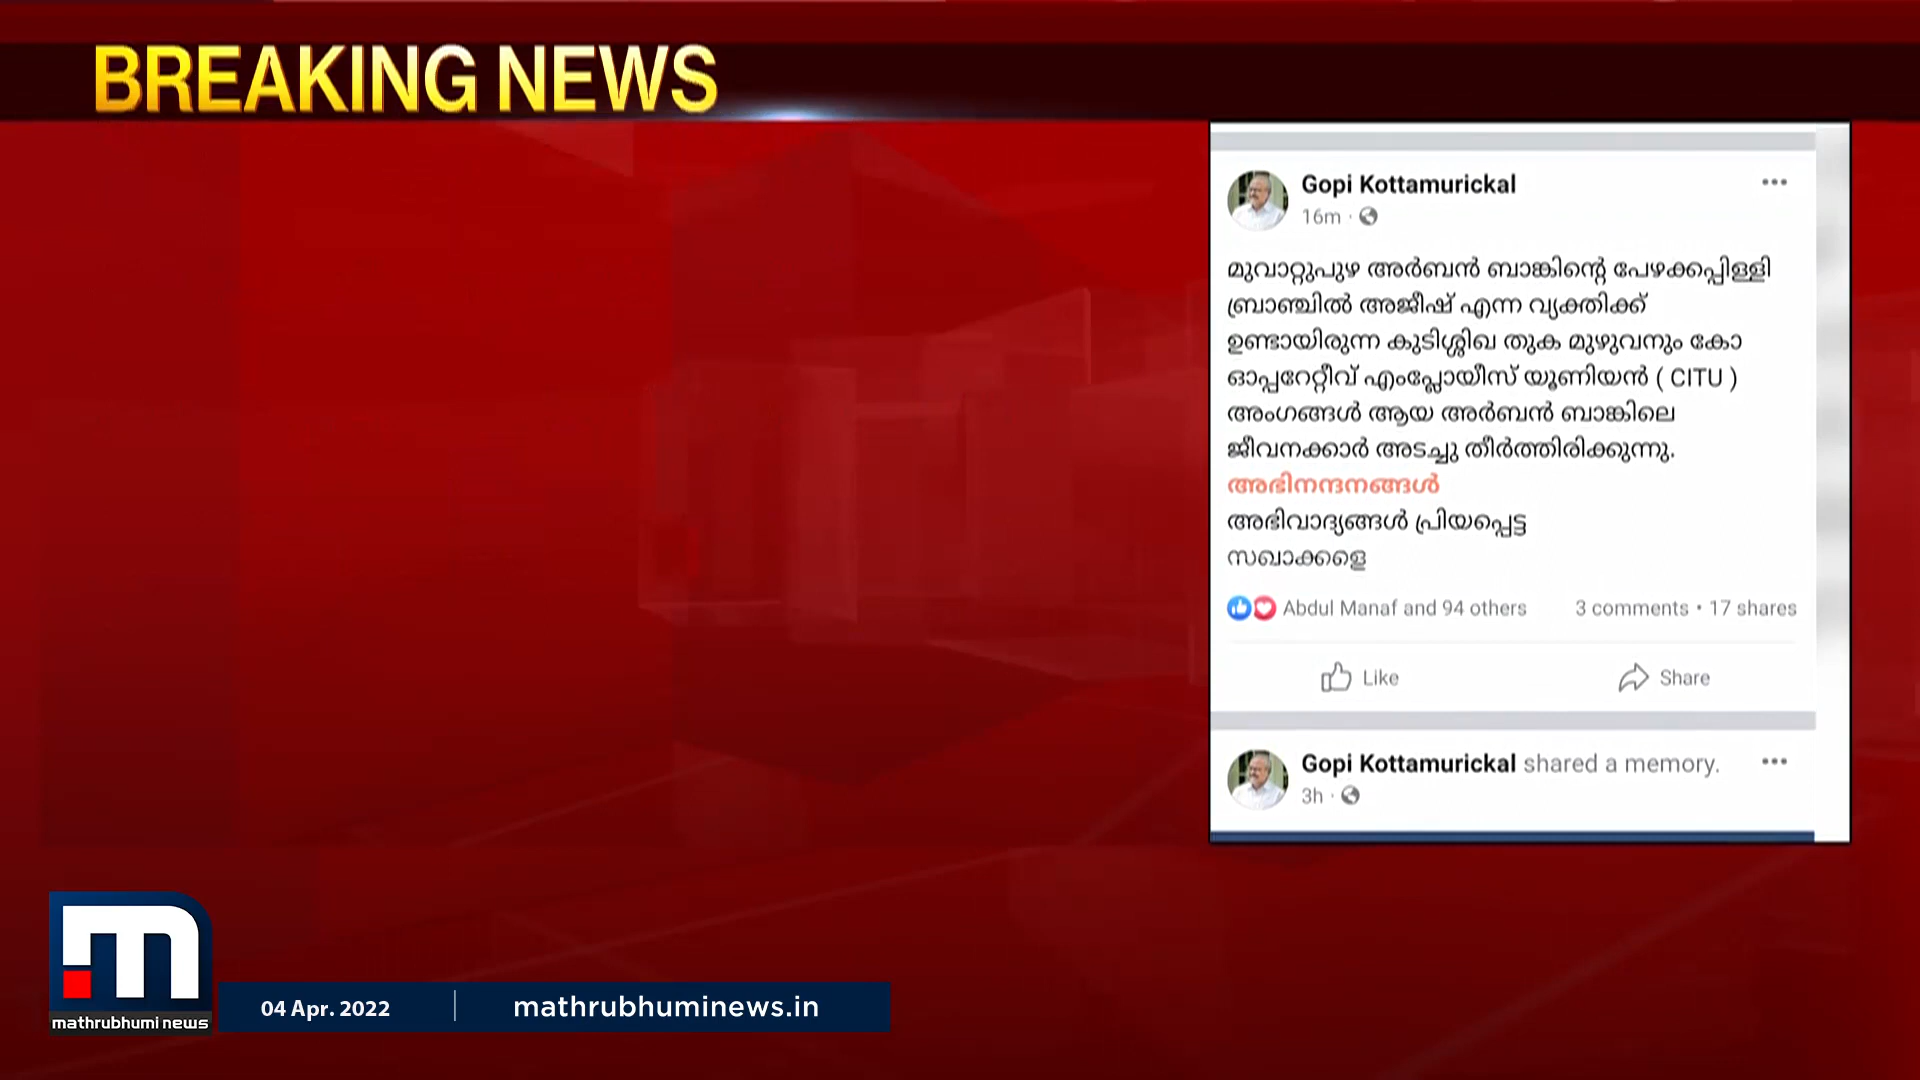 BREAKING NEWS
Gopi Kottamurickal
16m ·
മുവാറ്റുപുഴ അർബൻ ബാങ്കിന്റെ പേഴക്കപ്പിള്ളി
ബ്രാഞ്ചിൽ അജീഷ് എന്ന വ്യക്തിക്ക്
ഉണ്ടായിരുന്ന കുടിശ്ശിഖ തുക മുഴുവനും കോ
ഓപ്പറേറ്റീവ് എംപ്ലോയീസ് യൂണിയൻ ( CITU )
അംഗങ്ങൾ ആയ അർബൻ ബാങ്കിലെ
ജീവനക്കാർ അടച്ചു തീർത്തിരിക്കുന്നു.
അഭിനന്ദനങ്ങൾ
അഭിവാദ്യങ്ങൾ പ്രിയപ്പെട്ട
സഖാക്കളെ
Abdul Manaf and 94 others 3 comments • 17 shares
Like Share
Gopi Kottamurickal shared a memory.
3h ·
mathrubhumi news
04 Apr. 2022 mathrubhuminews.in